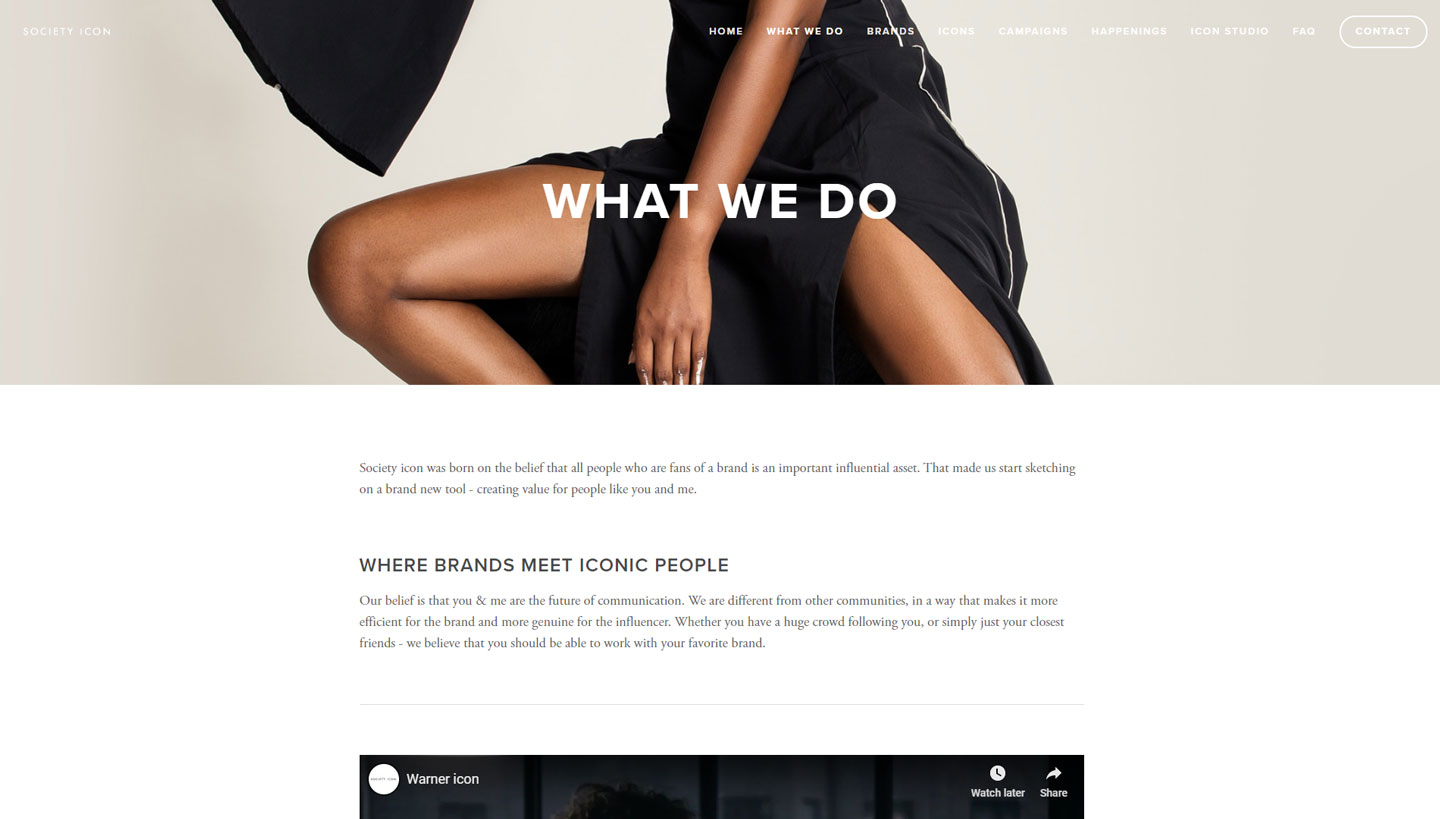 SOCIETY ICON
HOME WHAT WE DO BRANDS ICONS CAMPAIGNS HAPPENINGS ICON STUDIO FAQ CONTACT
WHAT WE DO
Society icon was born on the belief that all people who are fans of a brand is an important influential asset. That made us start sketching
on a brand new tool - creating value for people like you and me.
WHERE BRANDS MEET ICONIC PEOPLE
Our belief is that you & me are the future of communication. We are different from other communities, in a way that makes it more
efficient for the brand and more genuine for the influencer. Whether you have a huge crowd following you, or simply just your closest
friends - we believe that you should be able to work with your favorite brand.
SOCIETY ICON
Warner icon
Watch later Share